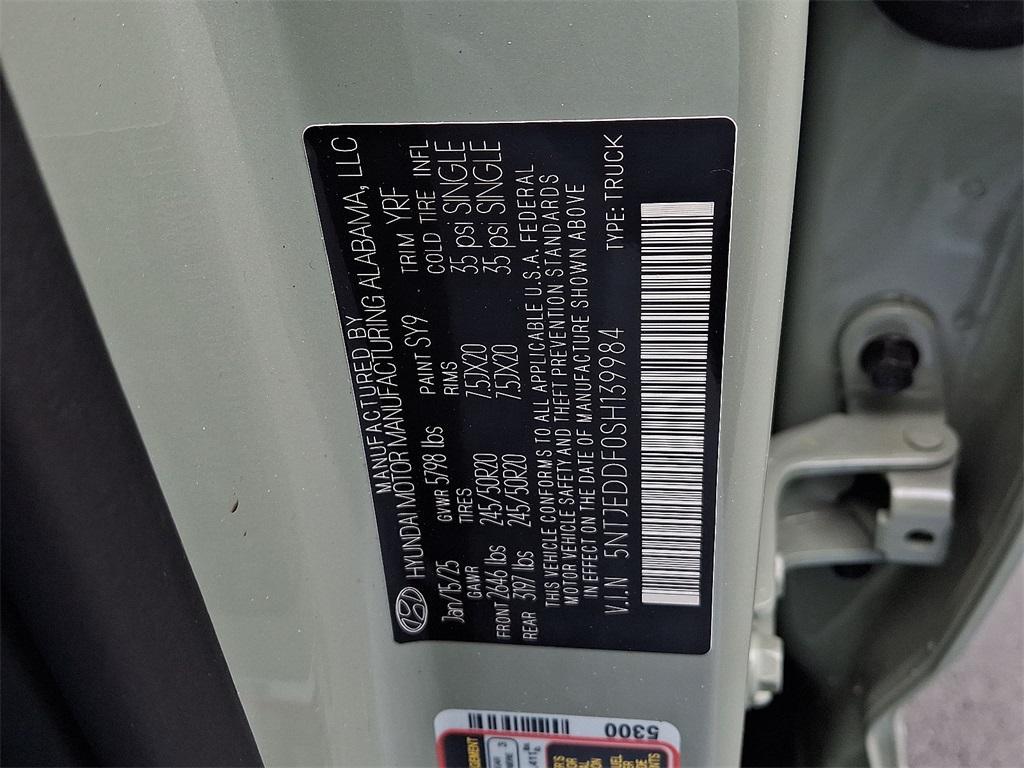 MANUFACTURED BY
HYUNDAI MOTOR MANUFACTURING ALABAMA, LLC
Jan/15/25 GVWR 5798 lbs PAINT SY9 TRIM YRF
GAWR TIRES RIMS COLD TIRE INFL
FRONT 2646 lbs 245/50R20 7.5JX20 35 psi SINGLE
REAR 3197 lbs 245/50R20 7.5JX20 35 psi SINGLE
THIS VEHICLE CONFORMS TO ALL APPLICABLE U.S.A. FEDERAL
MOTOR VEHICLE SAFETY AND THEFT PREVENTION STANDARDS
IN EFFECT ON THE DATE OF MANUFACTURE SHOWN ABOVE
V.I.N 5NTJEDDF0SH139984 TYPE: TRUCK
5300